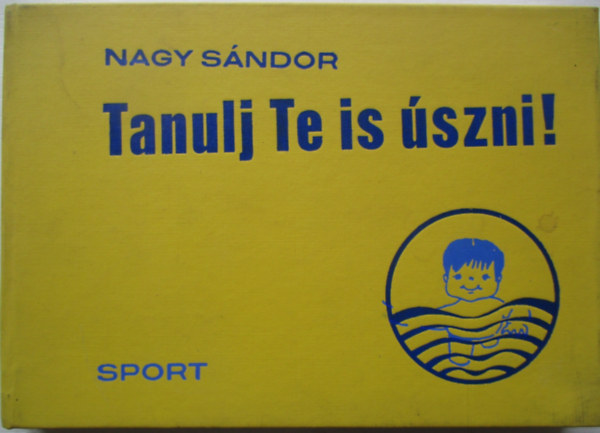 NAGY SÁNDOR
Tanulj Te is úszni!
SPORT